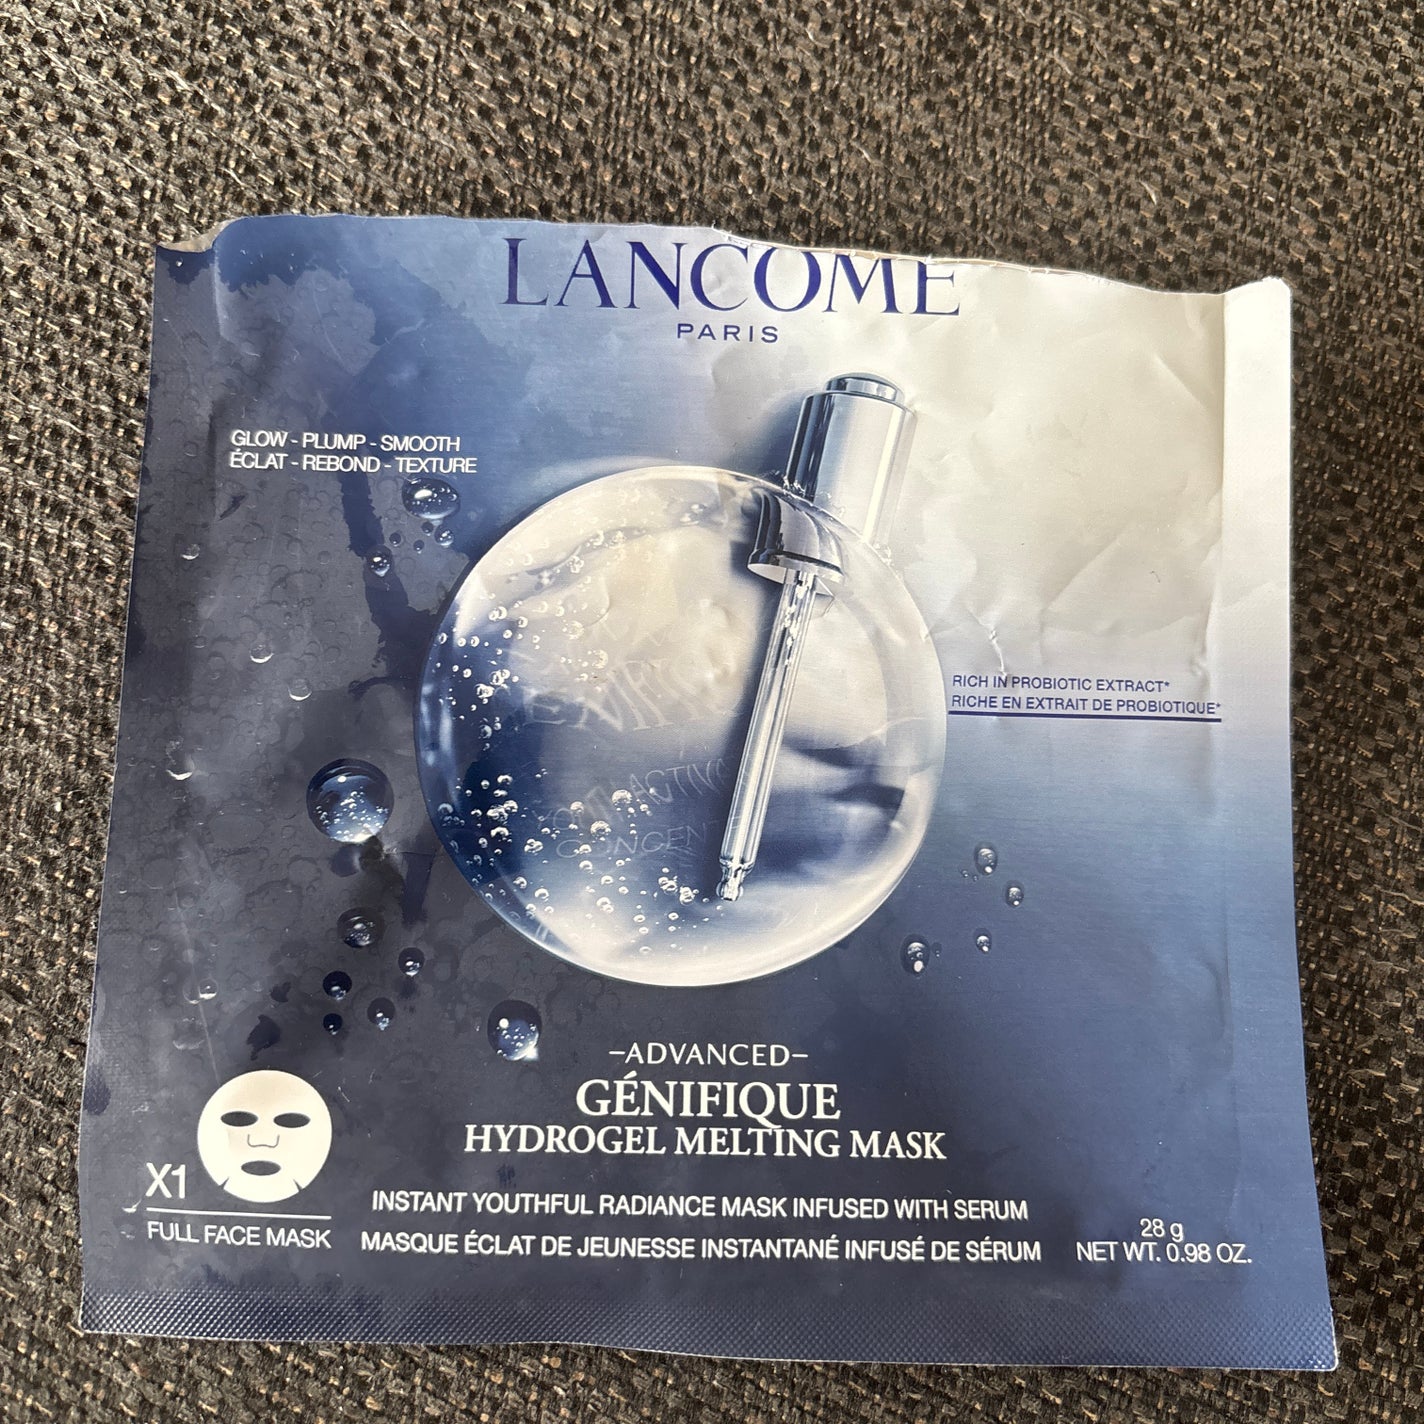 LANCOME
PARIS
GLOW - PLUMP - SMOOTH
ÉCLAT - REBOND - TEXTURE
RICH IN PROBIOTIC EXTRACT*
RICHE EN EXTRAIT DE PROBIOTIQUE*
–ADVANCED–
GÉNIFIQUE
HYDROGEL MELTING MASK
X1
FULL FACE MASK
INSTANT YOUTHFUL RADIANCE MASK INFUSED WITH SERUM
MASQUE ÉCLAT DE JEUNESSE INSTANTANÉ INFUSÉ DE SÉRUM
28 g
NET WT. 0.98 OZ.